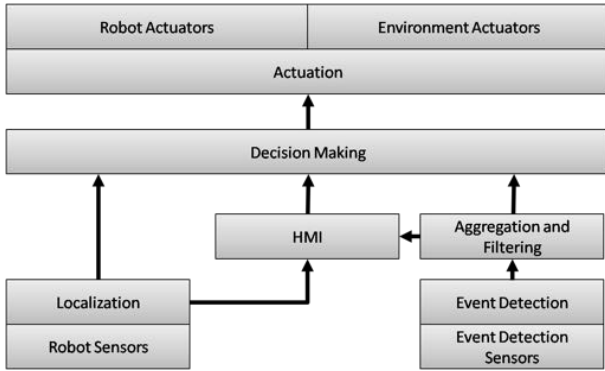 Robot Actuators
Environment Actuators
Actuation
Decision Making
HMI
Aggregation and
Filtering
Localization
Event Detection
Robot Sensors
Event Detection
Sensors